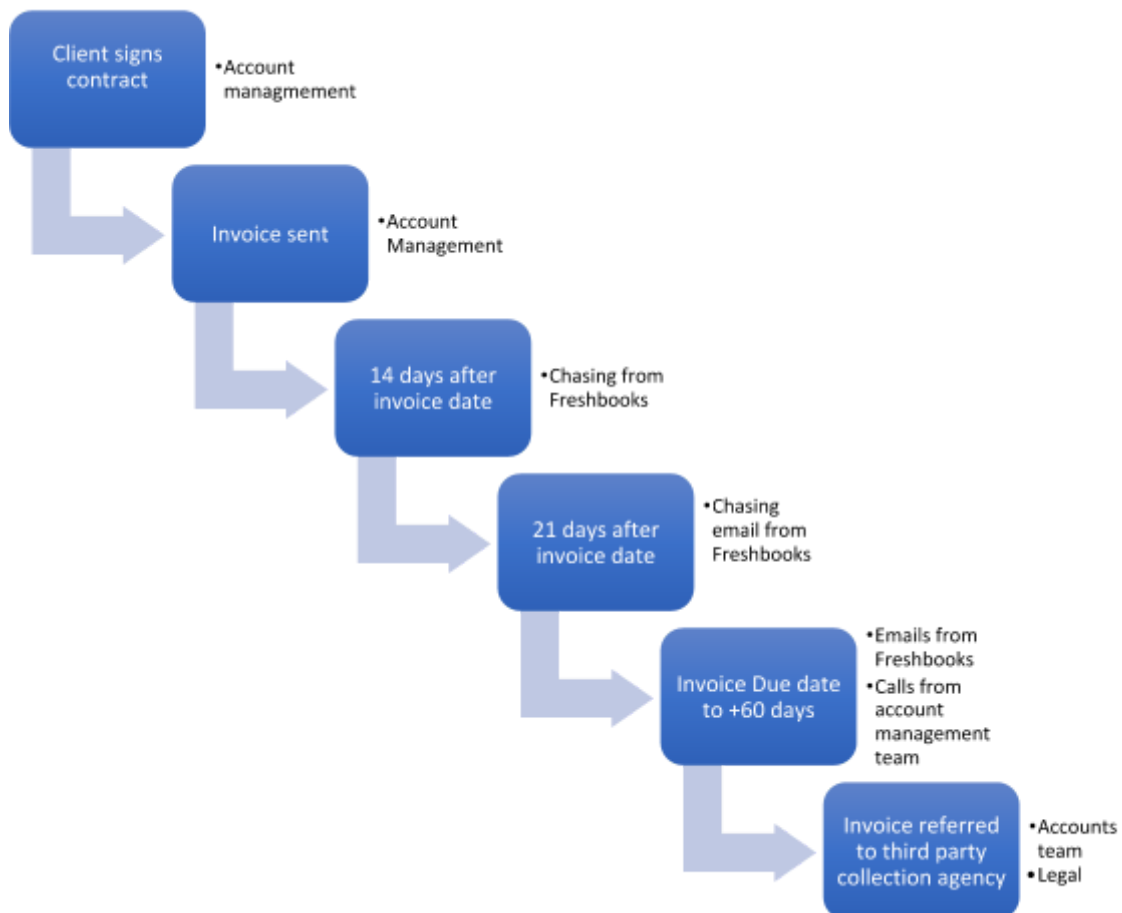 Client signs
contract
•Account
managmement
Invoice sent
•Account
Management
14 days after
invoice date
•Chasing from
Freshbooks
21 days after
invoice date
•Chasing
email from
Freshbooks
Invoice Due date
to +60 days
•Emails from
Freshbooks
•Calls from
account
management
team
Invoice referred
to third party
collection agency
•Accounts
team
•Legal